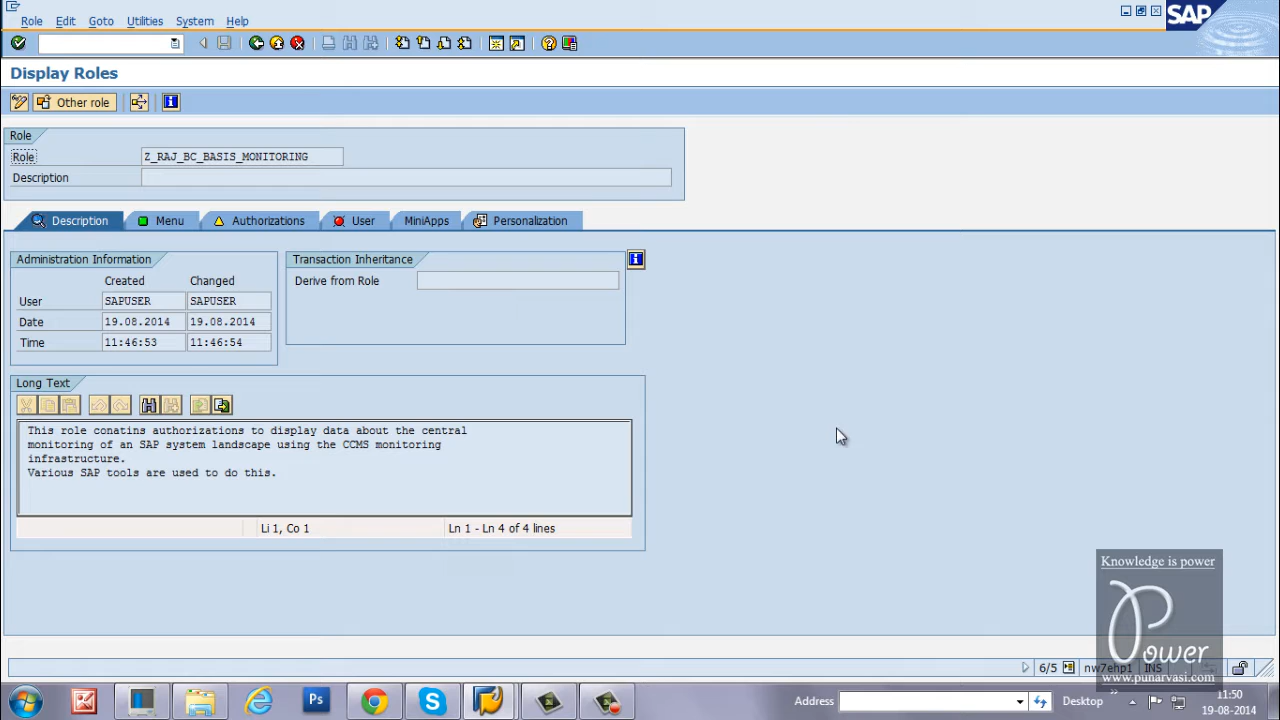 Role Edit Goto Utilities System Help
SAP
Display Roles
Other role
Role
Role Z_RAJ_BC_BASIS_MONITORING
Description
Description Menu Authorizations User MiniApps Personalization
Administration Information
Created Changed
User SAPUSER SAPUSER
Date 19.08.2014 19.08.2014
Time 11:46:53 11:46:54
Transaction Inheritance
Derive from Role
Long Text
This role conatins authorizations to display data about the central
monitoring of an SAP system landscape using the CCMS monitoring
infrastructure.
Various SAP tools are used to do this.
Li 1, Co 1 Ln 1 - Ln 4 of 4 lines
Knowledge is power
Power
www.punarvasi.com
6/5 nw7ehp1 INS
Ps
Address Desktop
11:50
19-08-2014